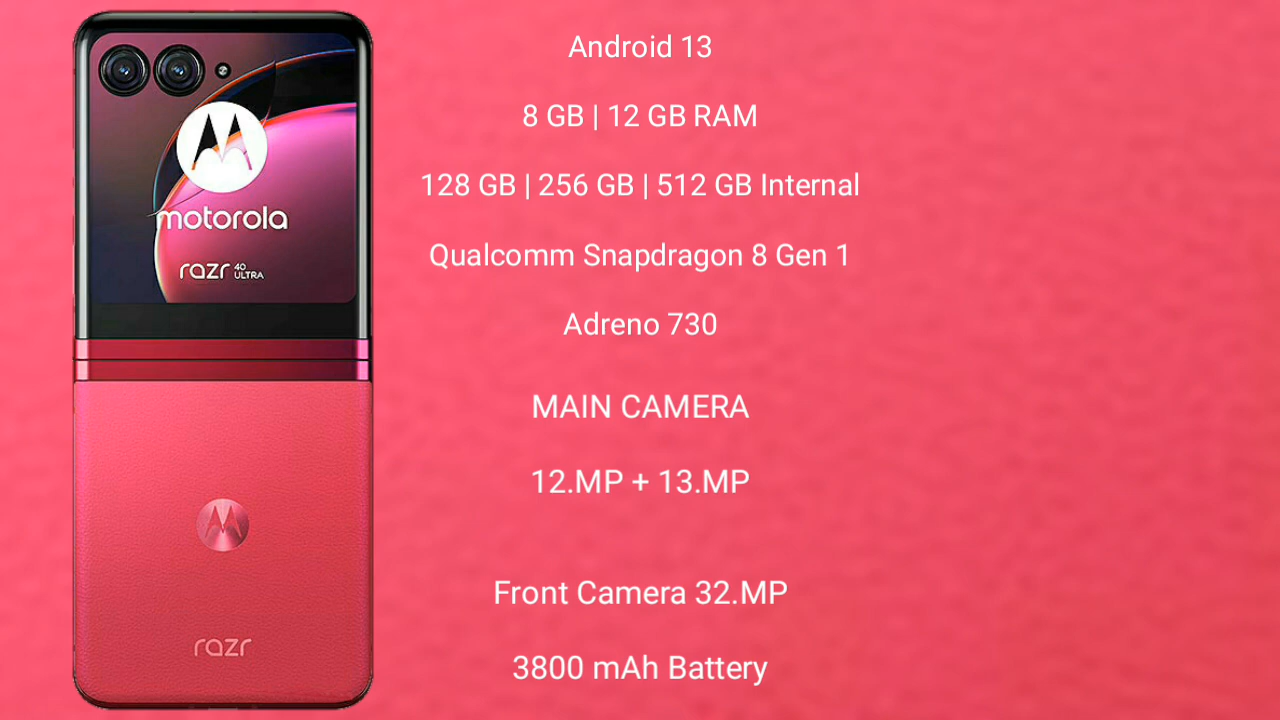 motorola
razr 40 ULTRA
razr
Android 13
8 GB | 12 GB RAM
128 GB | 256 GB | 512 GB Internal
Qualcomm Snapdragon 8 Gen 1
Adreno 730
MAIN CAMERA
12.MP + 13.MP
Front Camera 32.MP
3800 mAh Battery